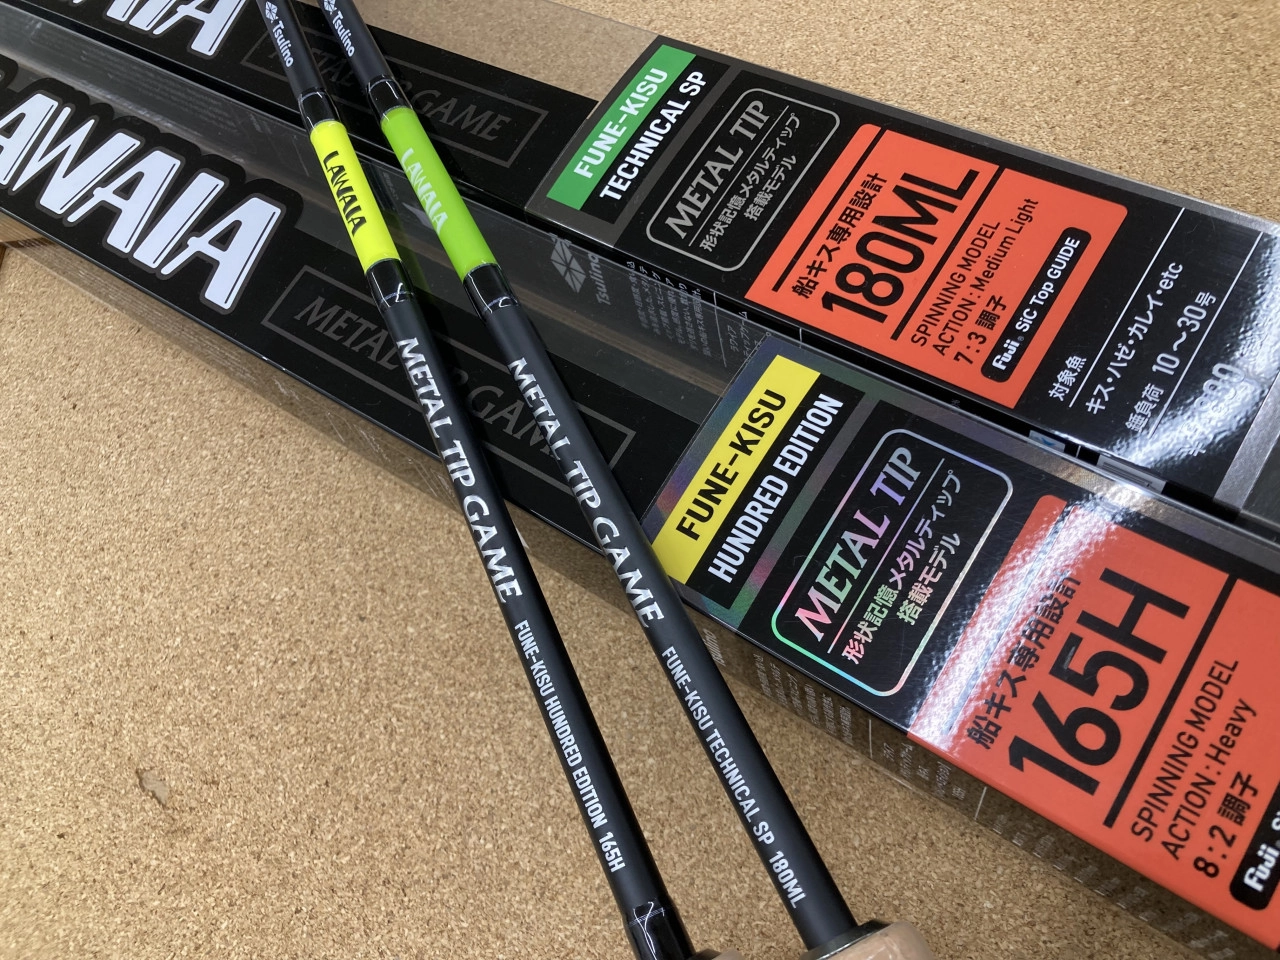 LAWAIA
METAL TIP GAME
FUNE-KISU
TECHNICAL SP
METAL TIP
形状記憶メタルティップ
搭載モデル
船キス専用設計
180ML
SPINNING MODEL
ACTION : Medium Light
7:3 調子
Fuji® SiC Top GUIDE
対象魚
キス・ハゼ・カレイ・etc
錘負荷 10～30号
Tsulino
LAWAIA
METAL TIP GAME
FUNE-KISU
HUNDRED EDITION
METAL TIP
形状記憶メタルティップ
搭載モデル
船キス専用設計
165H
SPINNING MODEL
ACTION : Heavy
8:2 調子
Fuji
Tsulino
LAWAIA
METAL TIP GAME
FUNE-KISU HUNDRED EDITION 165H
Tsulino
LAWAIA
METAL TIP GAME
FUNE-KISU TECHNICAL SP 180ML